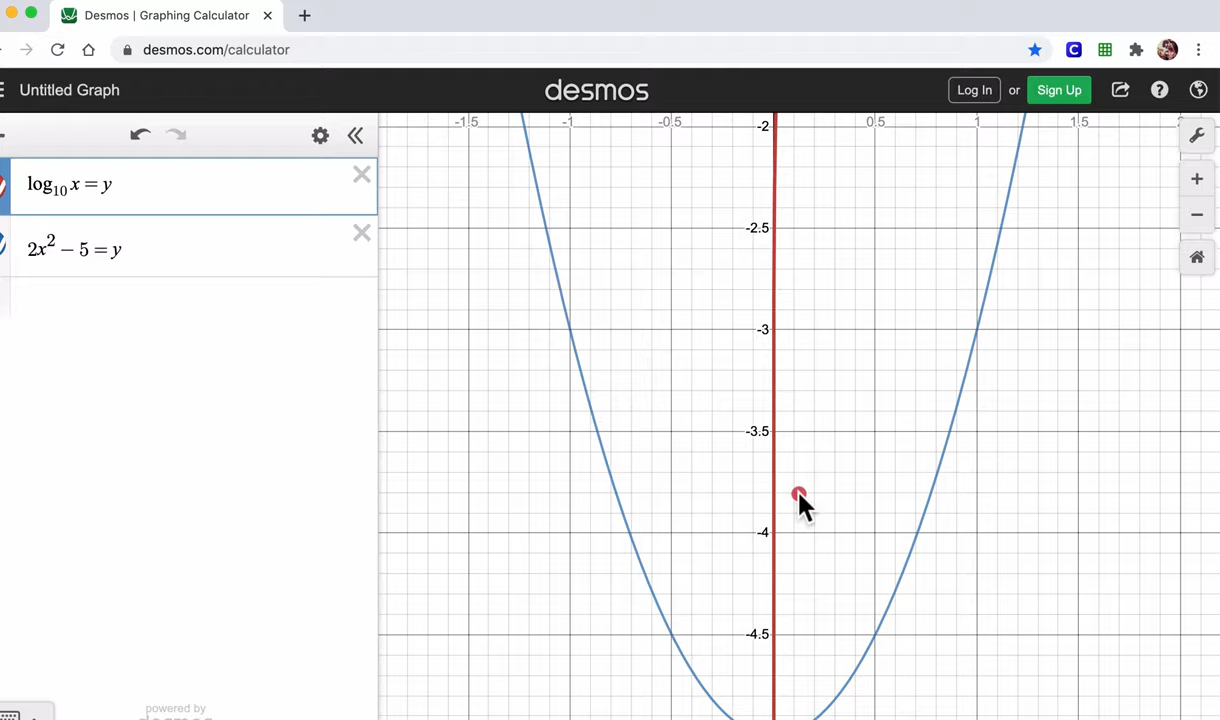 Desmos | Graphing Calculator
desmos.com/calculator
Untitled Graph
desmos
Log In or Sign Up
log₁₀ x = y
2x² − 5 = y
powered by
desmos
-1.5 -1 -0.5 0.5 1 1.5
-2
-2.5
-3
-3.5
-4
-4.5